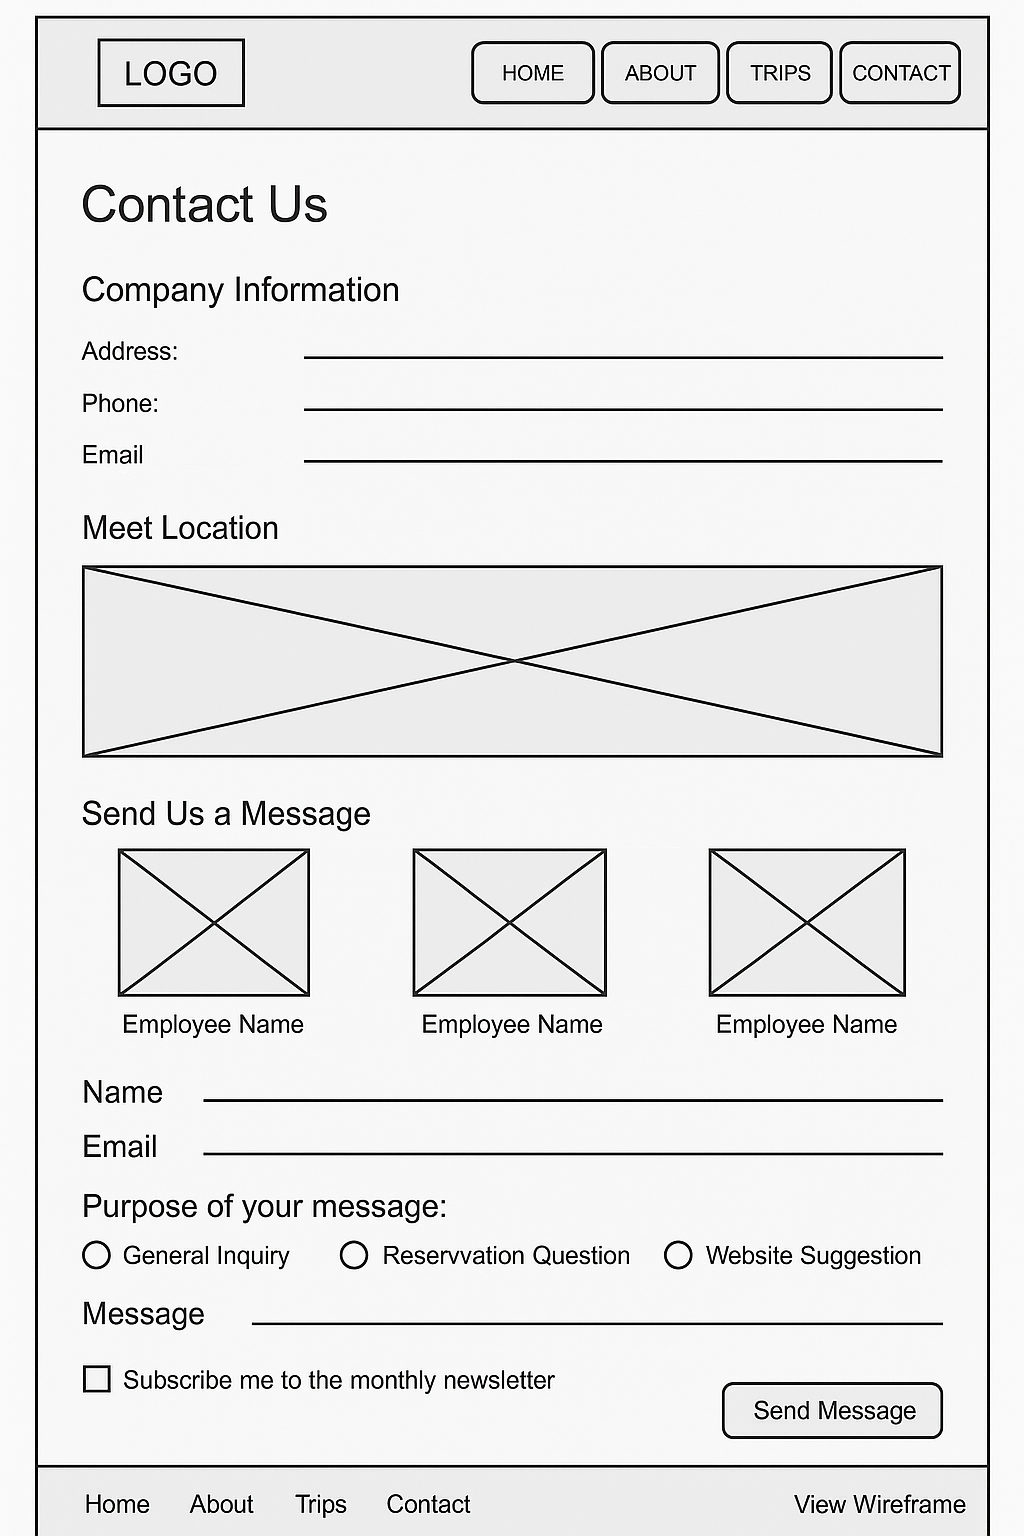 LOGO HOME ABOUT TRIPS CONTACT
Contact Us
Company Information
Address:
Phone:
Email
Meet Location
Send Us a Message
Employee Name Employee Name Employee Name
Name
Email
Purpose of your message:
General Inquiry Reservvation Question Website Suggestion
Message
Subscribe me to the monthly newsletter
Send Message
Home About Trips Contact View Wireframe